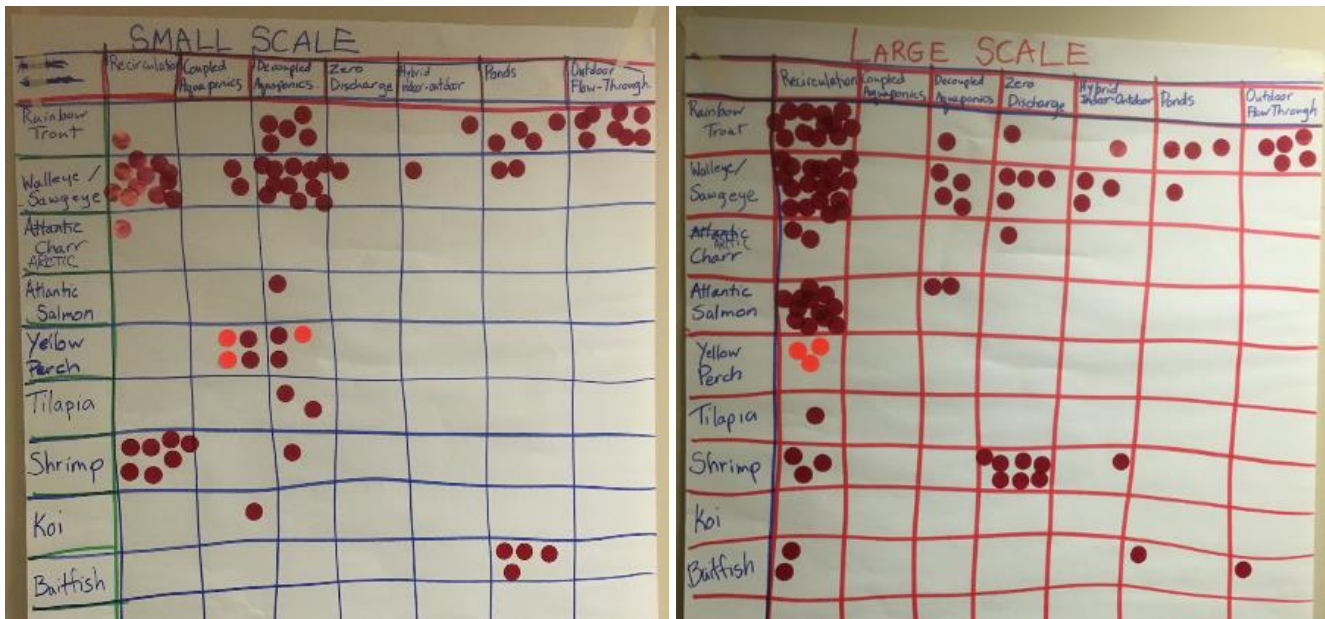 SMALL SCALE
Recirculation
Coupled
Aquaponics
Decoupled
Aquaponics
Zero
Discharge
Hybrid
indoor-outdoor
Ponds
Outdoor
Flow-Through
Rainbow
Trout
Walleye /
Sawgeye
Atlantic
Charr
ARCTIC
Atlantic
Salmon
Yellow
Perch
Tilapia
Shrimp
Koi
Baitfish
LARGE SCALE
Recirculation
Coupled
Aquaponics
Decoupled
Aquaponics
Zero
Discharge
Hybrid
Indoor-Outdoor
Ponds
Outdoor
Flow Through
Rainbow
Trout
Walleye/
Sawgeye
Atlantic
ARCTIC
Charr
Atlantic
Salmon
Yellow
Perch
Tilapia
Shrimp
Koi
Baitfish